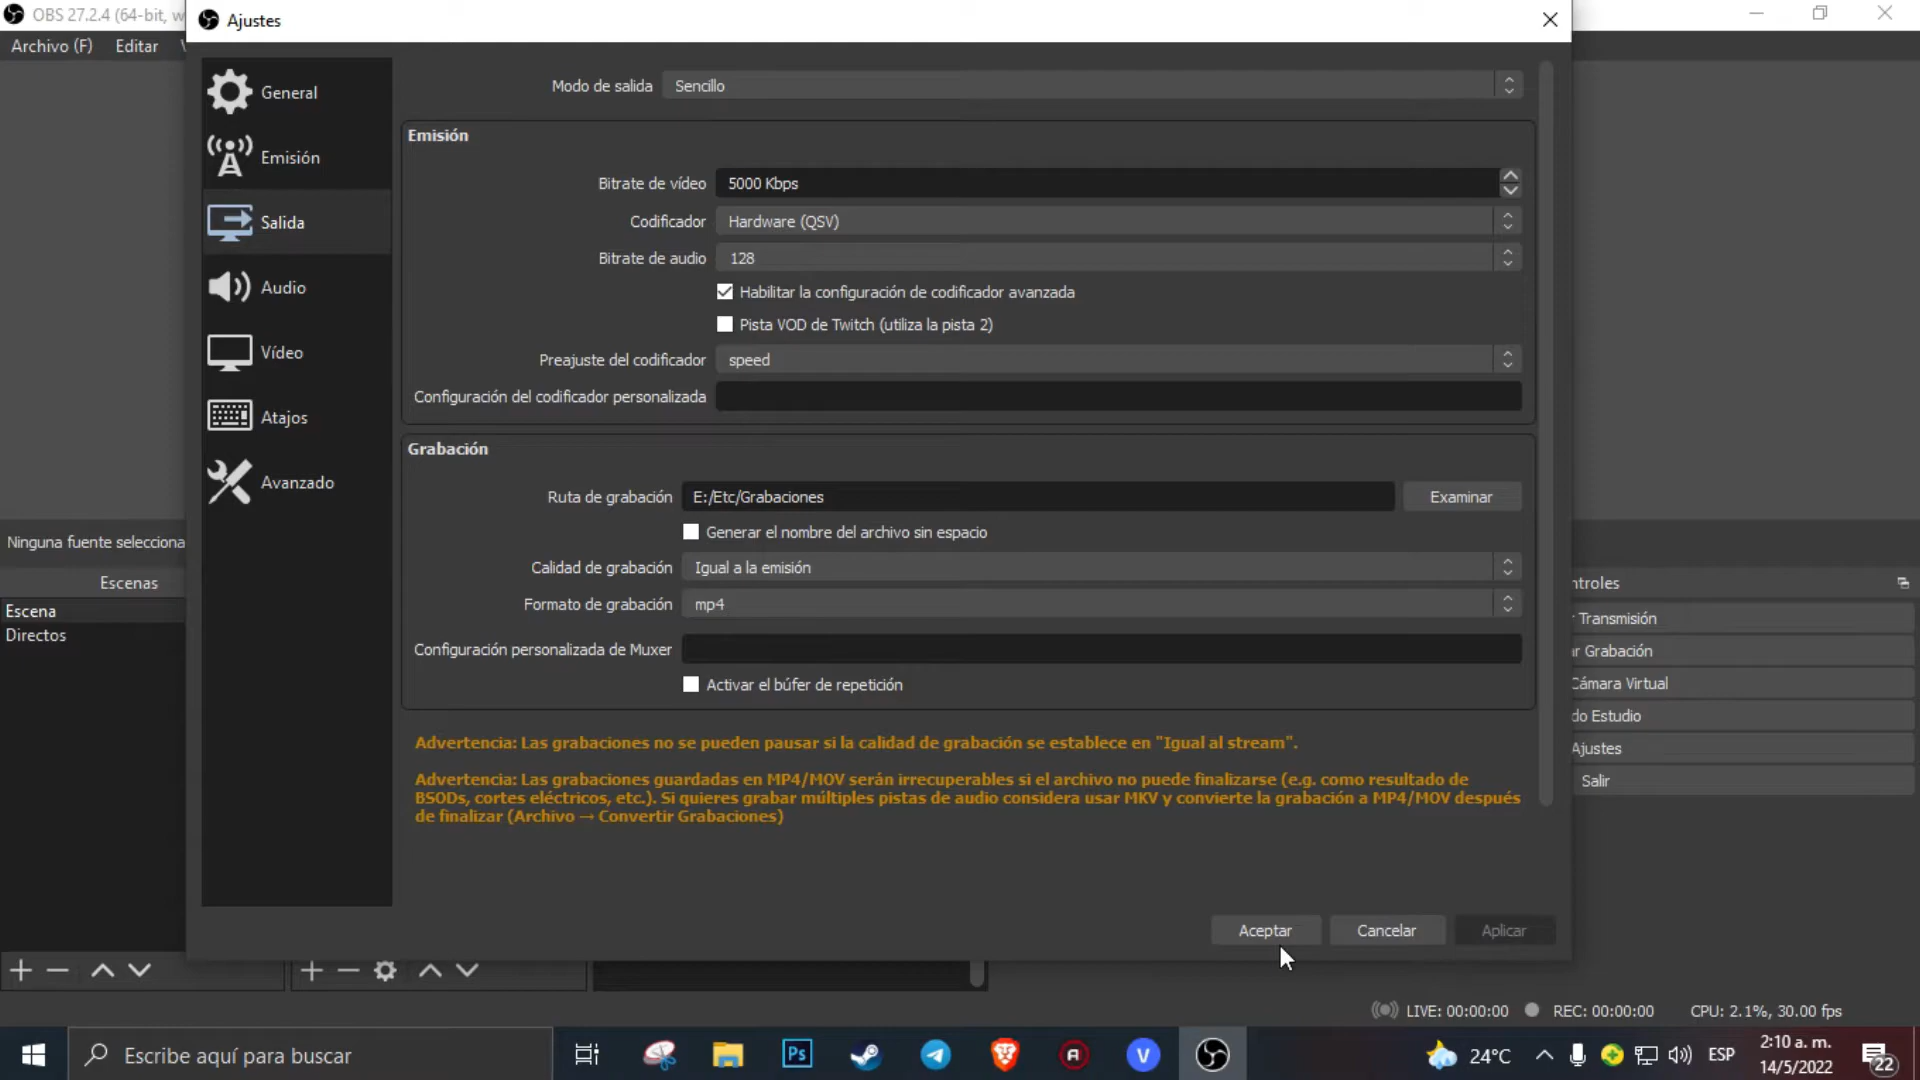 OBS 27.2.4 (64-bit, w
Ajustes
Archivo (F)
Editar
General
Emisión
Salida
Audio
Vídeo
Atajos
Avanzado
Modo de salida
Sencillo
Emisión
Bitrate de vídeo
5000 Kbps
Codificador
Hardware (QSV)
Bitrate de audio
128
Habilitar la configuración de codificador avanzada
Pista VOD de Twitch (utiliza la pista 2)
Preajuste del codificador
speed
Configuración del codificador personalizada
Grabación
Ruta de grabación
E:/Etc/Grabaciones
Examinar
Generar el nombre del archivo sin espacio
Calidad de grabación
Igual a la emisión
Formato de grabación
mp4
Configuración personalizada de Muxer
Activar el búfer de repetición
Advertencia: Las grabaciones no se pueden pausar si la calidad de grabación se establece en "Igual al stream".
Advertencia: Las grabaciones guardadas en MP4/MOV serán irrecuperables si el archivo no puede finalizarse (e.g. como resultado de
BSODs, cortes eléctricos, etc.). Si quieres grabar múltiples pistas de audio considera usar MKV y convierte la grabación a MP4/MOV después
de finalizar (Archivo → Convertir Grabaciones)
Aceptar
Cancelar
Aplicar
Ninguna fuente selecciona
Escenas
Escena
Directos
ntroles
r Transmisión
ar Grabación
Cámara Virtual
do Estudio
Ajustes
Salir
LIVE: 00:00:00
REC: 00:00:00
CPU: 2.1%, 30.00 fps
Escribe aquí para buscar
Ps
V
24°C
ESP
2:10 a. m.
14/5/2022
22